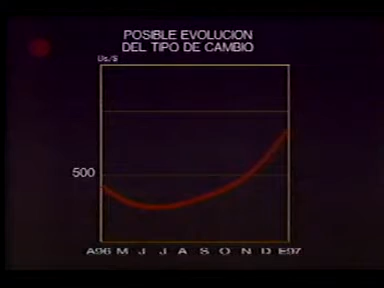 POSIBLE EVOLUCION
DEL TIPO DE CAMBIO
Us/$
500
A96 M J J A S O N D E97